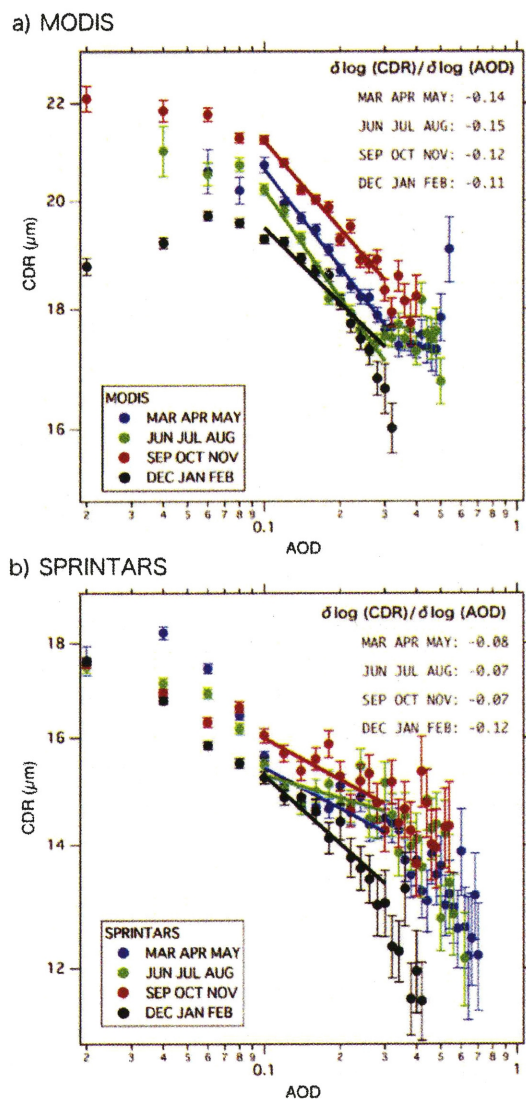 a) MODIS
δlog (CDR)/δlog (AOD)
MAR APR MAY: -0.14
JUN JUL AUG: -0.15
SEP OCT NOV: -0.12
DEC JAN FEB: -0.11
22
20
18
16
CDR (μm)
MODIS
MAR APR MAY
JUN JUL AUG
SEP OCT NOV
DEC JAN FEB
2 3 4 5 6 7 8 9 0.1 2 3 4 5 6 7 8 9 1
AOD
b) SPRINTARS
δlog (CDR)/δlog (AOD)
MAR APR MAY: -0.08
JUN JUL AUG: -0.07
SEP OCT NOV: -0.07
DEC JAN FEB: -0.12
18
16
14
12
CDR (μm)
SPRINTARS
MAR APR MAY
JUN JUL AUG
SEP OCT NOV
DEC JAN FEB
2 3 4 5 6 7 8 9 0.1 2 3 4 5 6 7 8 9 1
AOD